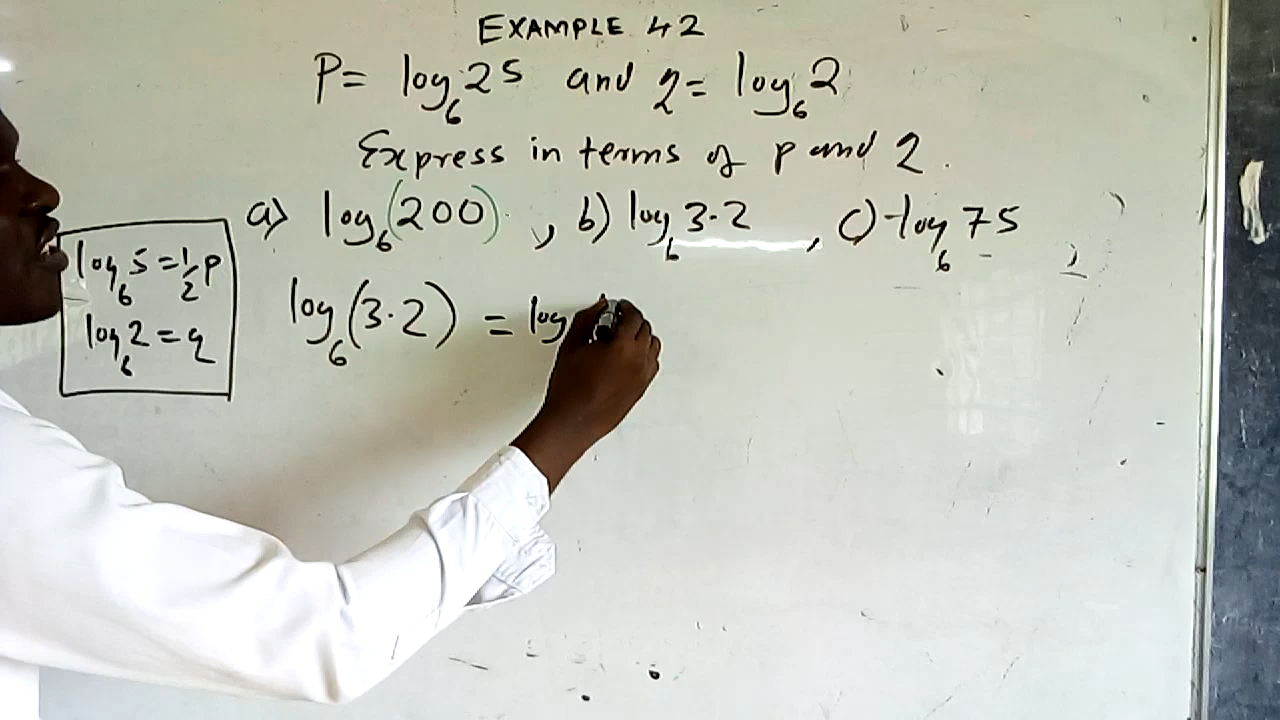 EXAMPLE 42
P = log₆25 and q = log₆2
Express in terms of p and q.
a) log₆(200), b) log₆3.2, c) log₆75
log₆5 = ½p
log₆2 = q
log₆(3.2) = log